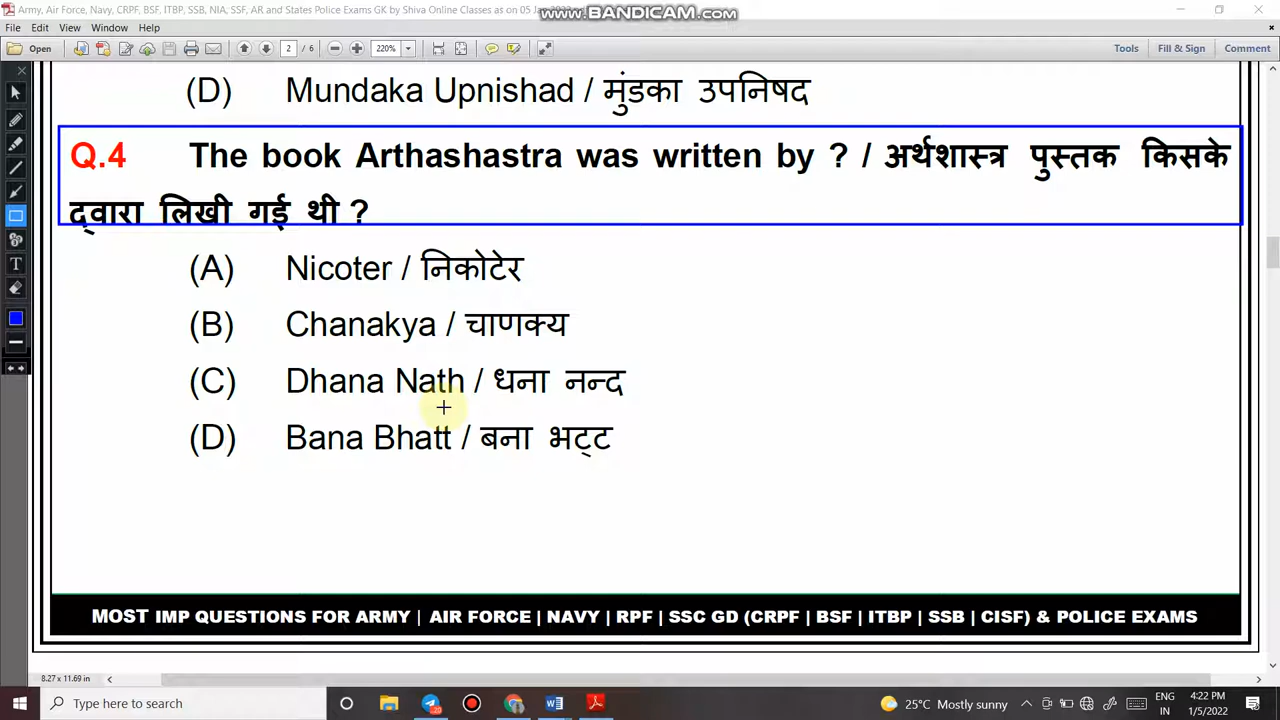 Army, Air Force, Navy, CRPF, BSF, ITBP, SSB, NIA, SSF, AR and States Police Exams GK by Shiva Online Classes as on 05
www.BANDICAM.com
File Edit View Window Help
Open 2 / 6 220% Tools Fill & Sign Comment
(D) Mundaka Upnishad / मुंडका उपनिषद
Q.4 The book Arthashastra was written by ? / अर्थशास्त्र पुस्तक किसके
द्वारा लिखी गई थी ?
(A) Nicoter / निकोटेर
(B) Chanakya / चाणक्य
(C) Dhana Nath / धना नन्द
(D) Bana Bhatt / बना भट्ट
MOST IMP QUESTIONS FOR ARMY | AIR FORCE | NAVY | RPF | SSC GD (CRPF | BSF | ITBP | SSB | CISF) & POLICE EXAMS
8.27 x 11.69 in
Type here to search 25°C Mostly sunny ENG IN 4:22 PM 1/5/2022